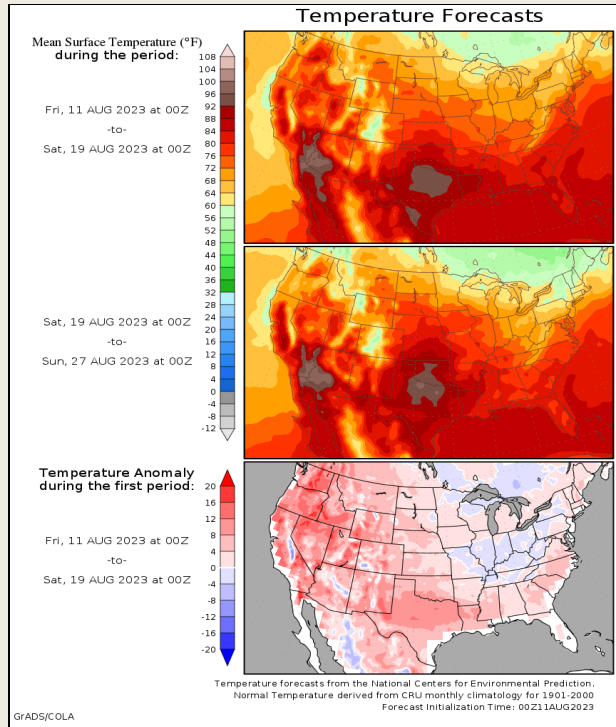 Temperature Forecasts
Mean Surface Temperature (°F)
during the period:
Fri, 11 AUG 2023 at 00Z
-to-
Sat, 19 AUG 2023 at 00Z
108
104
100
96
92
88
84
80
76
72
68
64
60
56
52
48
44
40
36
32
28
24
20
16
12
8
4
0
-4
-8
-12
Sat, 19 AUG 2023 at 00Z
-to-
Sun, 27 AUG 2023 at 00Z
Temperature Anomaly
during the first period:
Fri, 11 AUG 2023 at 00Z
-to-
Sat, 19 AUG 2023 at 00Z
20
16
12
8
4
0
-4
-8
-12
-16
-20
Temperature forecasts from the National Centers for Environmental Prediction.
Normal Temperature derived from CRU monthly climatology for 1901-2000
Forecast Initialization Time: 00Z11AUG2023
GrADS/COLA